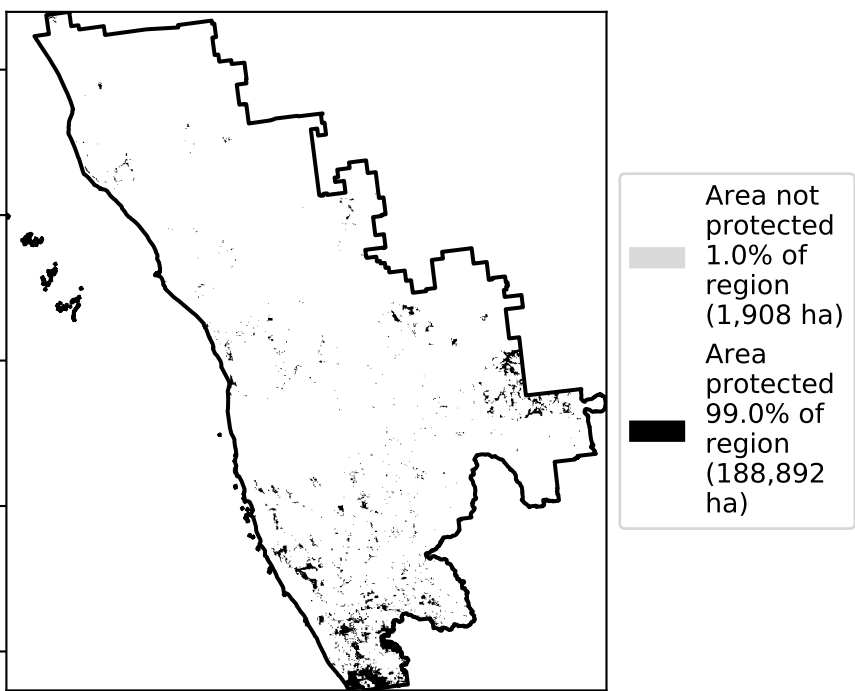 Area not
protected
1.0% of
region
(1,908 ha)
Area
protected
99.0% of
region
(188,892
ha)